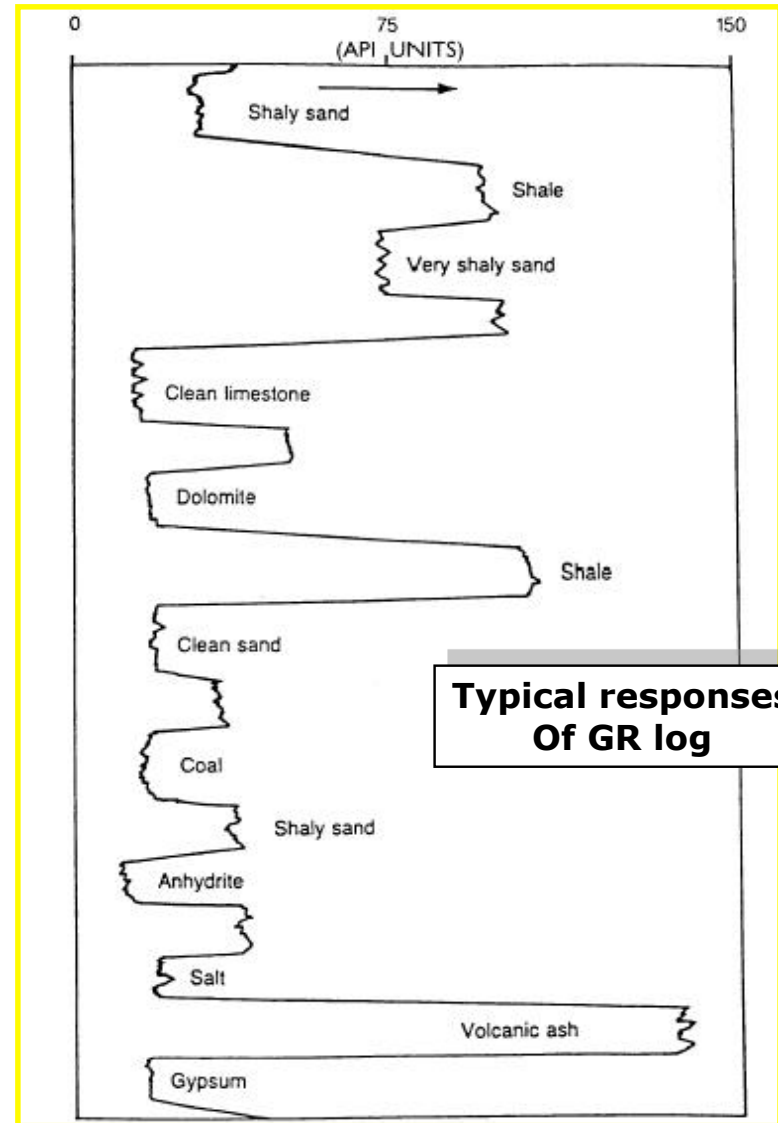 0 75 150
(API UNITS)
Shaly sand
Shale
Very shaly sand
Clean limestone
Dolomite
Shale
Clean sand
Typical responses
Of GR log
Coal
Shaly sand
Anhydrite
Salt
Volcanic ash
Gypsum